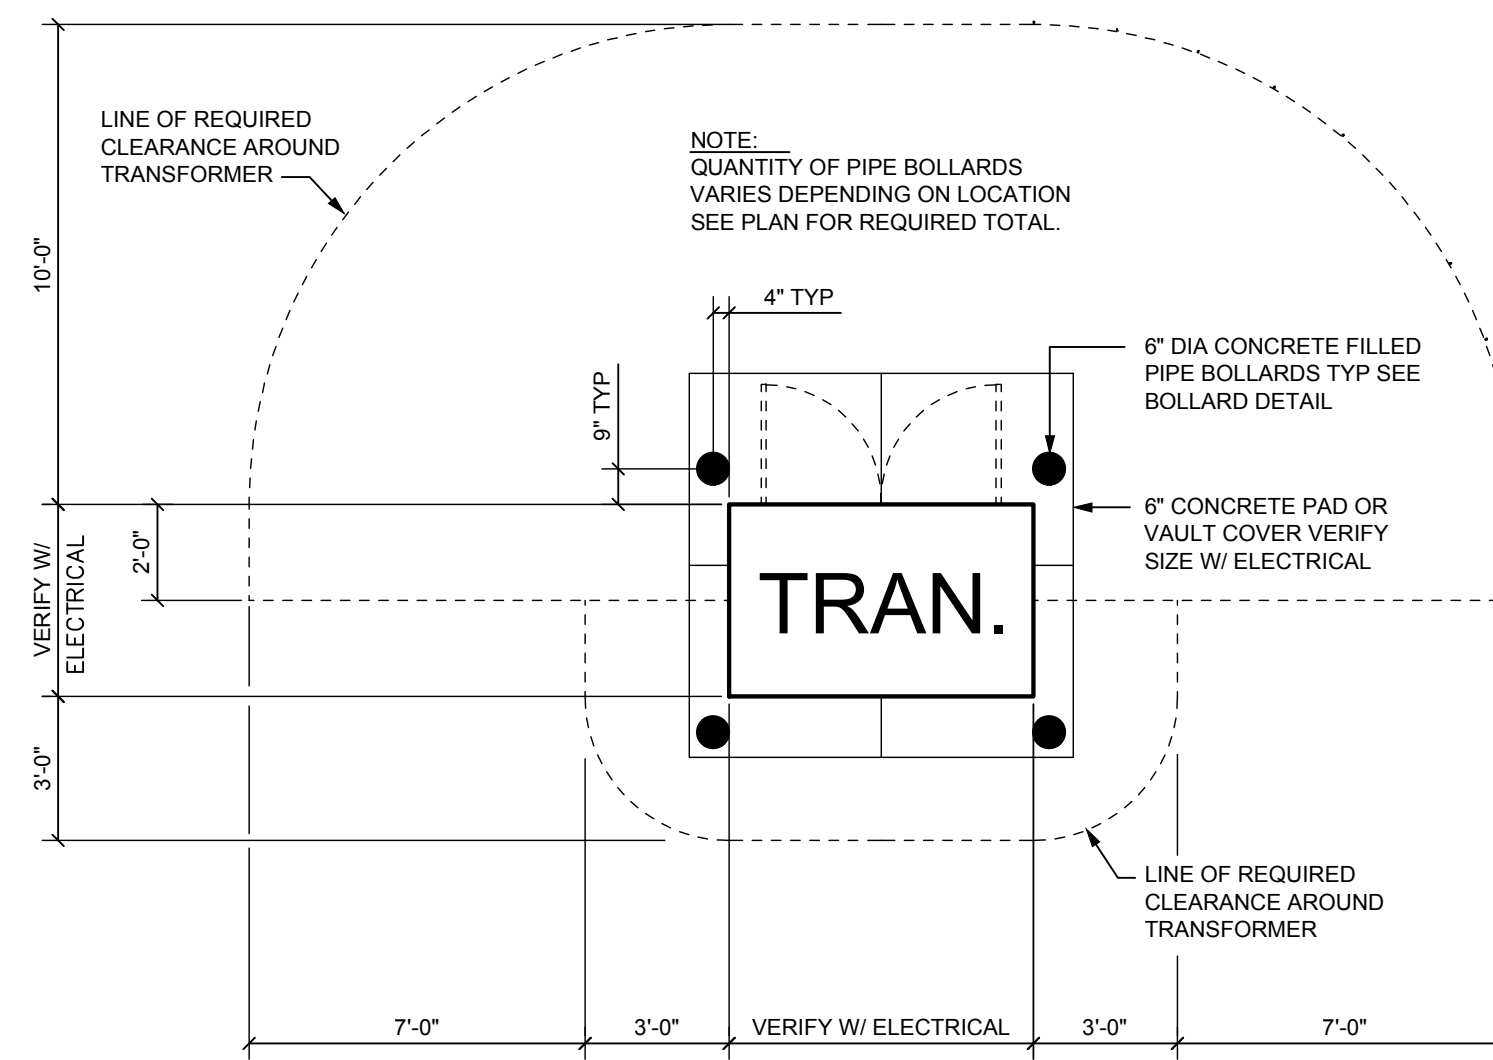 LINE OF REQUIRED
CLEARANCE AROUND
TRANSFORMER
NOTE:
QUANTITY OF PIPE BOLLARDS
VARIES DEPENDING ON LOCATION
SEE PLAN FOR REQUIRED TOTAL.
10'-0"
4" TYP
9" TYP
6" DIA CONCRETE FILLED
PIPE BOLLARDS TYP SEE
BOLLARD DETAIL
6" CONCRETE PAD OR
VAULT COVER VERIFY
SIZE W/ ELECTRICAL
VERIFY W/
ELECTRICAL
2'-0"
TRAN.
3'-0"
LINE OF REQUIRED
CLEARANCE AROUND
TRANSFORMER
7'-0"
3'-0"
VERIFY W/ ELECTRICAL
3'-0"
7'-0"